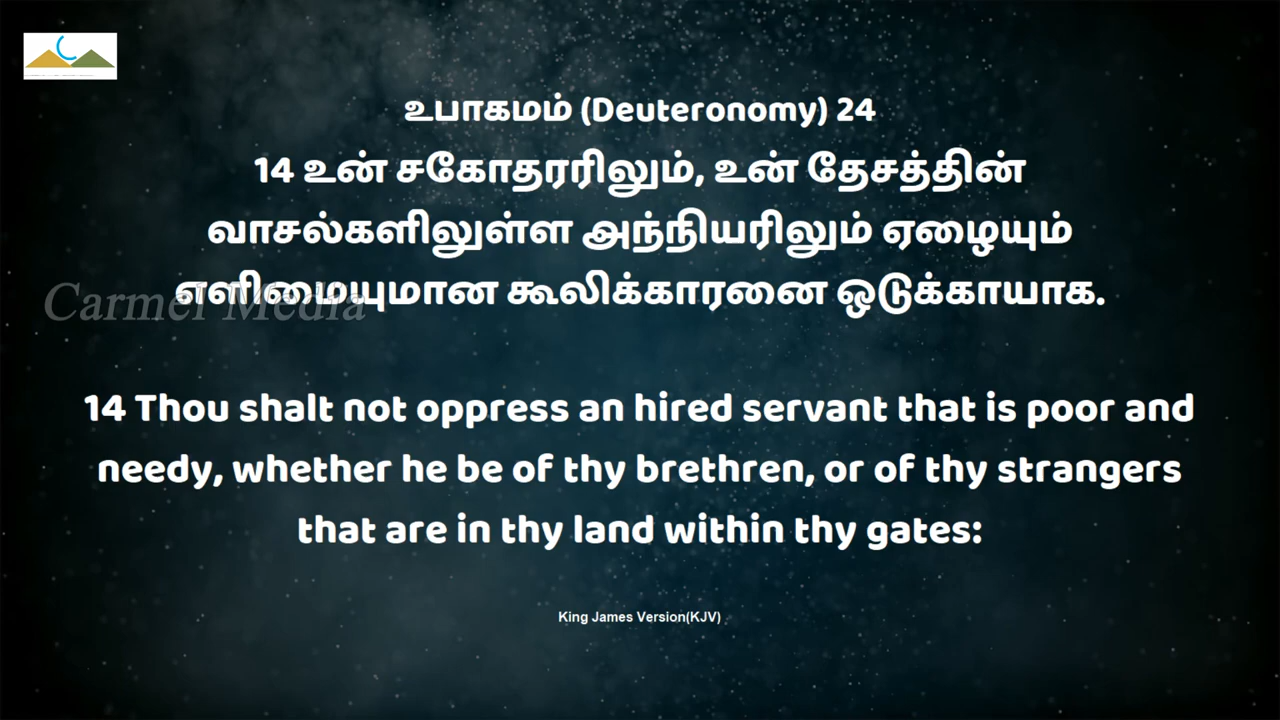 உபாகமம் (Deuteronomy) 24
14 உன் சகோதரரிலும், உன் தேசத்தின்
வாசல்களிலுள்ள அந்நியரிலும் ஏழையும்
எளிமையுமான கூலிக்காரனை ஒடுக்காயாக.
Carmel Media
14 Thou shalt not oppress an hired servant that is poor and
needy, whether he be of thy brethren, or of thy strangers
that are in thy land within thy gates:
King James Version(KJV)